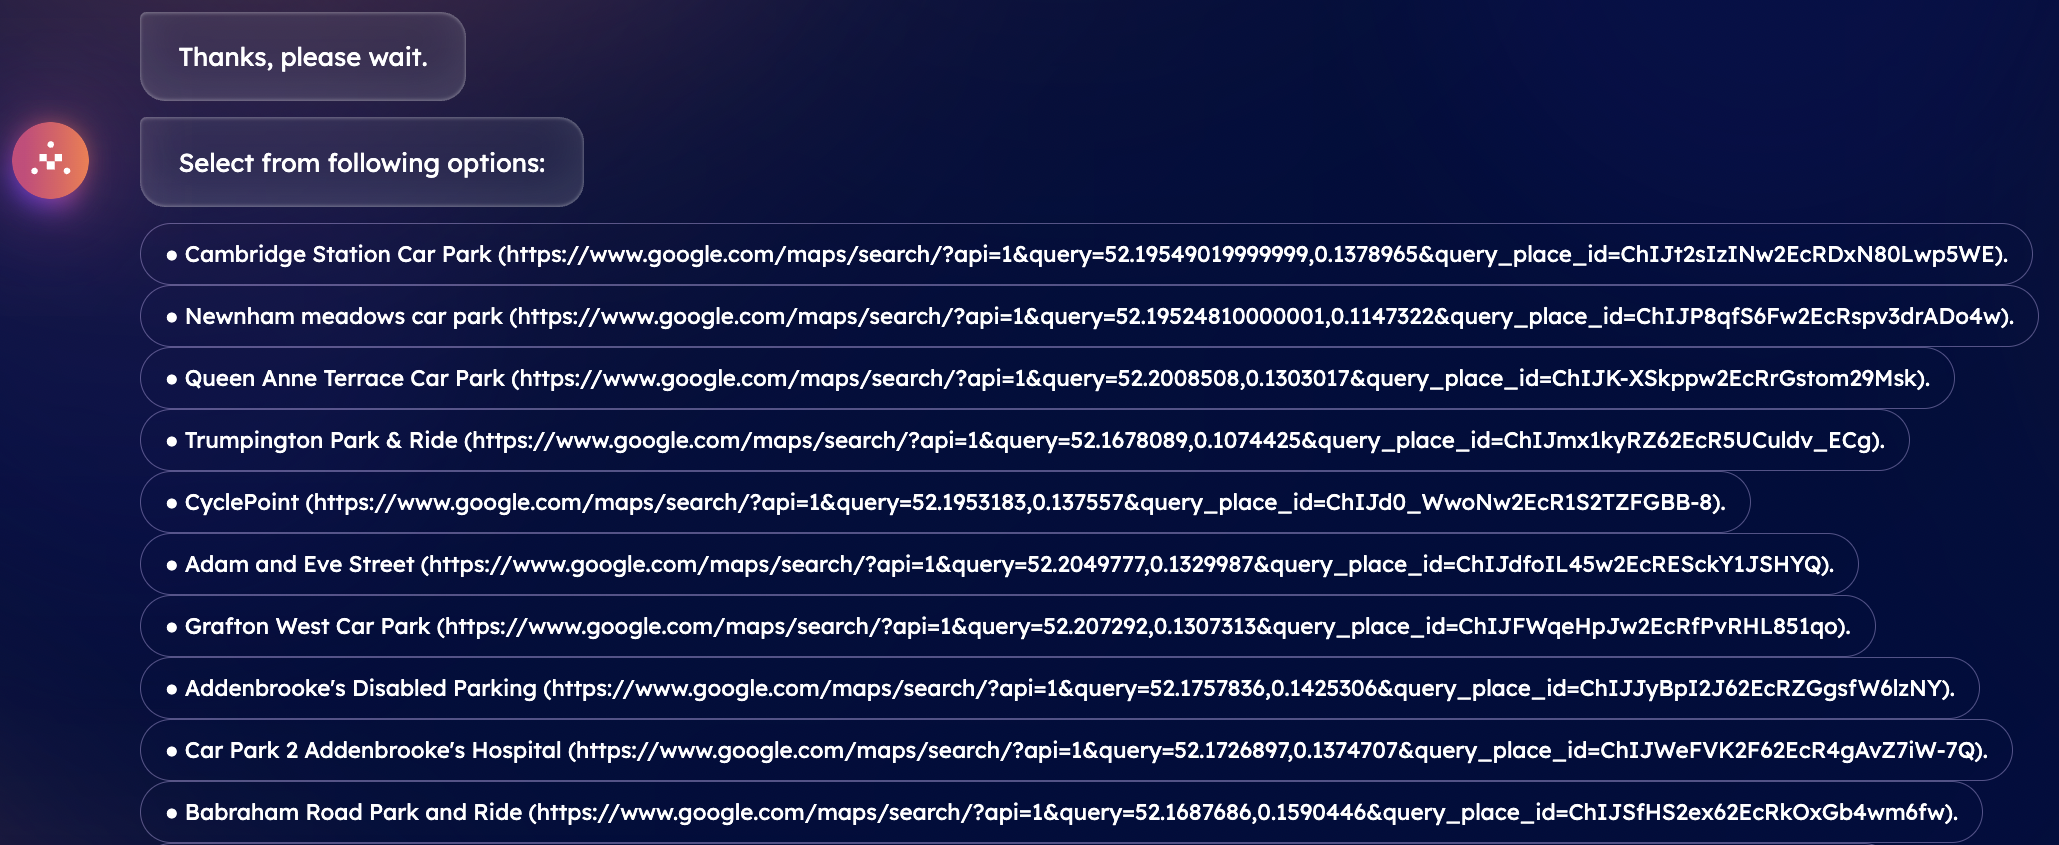 Thanks, please wait.
Select from following options:
● Cambridge Station Car Park (https://www.google.com/maps/search/?api=1&query=52.19549019999999,0.1378965&query_place_id=ChIJt2sIzINw2EcRDxN80Lwp5WE).
● Newnham meadows car park (https://www.google.com/maps/search/?api=1&query=52.19524810000001,0.1147322&query_place_id=ChIJP8qfS6Fw2EcRspv3drADo4w).
● Queen Anne Terrace Car Park (https://www.google.com/maps/search/?api=1&query=52.2008508,0.1303017&query_place_id=ChIJK-XSkppw2EcRrGstom29Msk).
● Trumpington Park & Ride (https://www.google.com/maps/search/?api=1&query=52.1678089,0.1074425&query_place_id=ChIJmx1kyRZ62EcR5UCuldv_ECg).
● CyclePoint (https://www.google.com/maps/search/?api=1&query=52.1953183,0.137557&query_place_id=ChIJd0_WwoNw2EcR1S2TZFGBB-8).
● Adam and Eve Street (https://www.google.com/maps/search/?api=1&query=52.2049777,0.1329987&query_place_id=ChIJdfoIL45w2EcRESckY1JSHYQ).
● Grafton West Car Park (https://www.google.com/maps/search/?api=1&query=52.207292,0.1307313&query_place_id=ChIJFWqeHpJw2EcRfPvRHL851qo).
● Addenbrooke's Disabled Parking (https://www.google.com/maps/search/?api=1&query=52.1757836,0.1425306&query_place_id=ChIJJyBpI2J62EcRZGgsfW6lzNY).
● Car Park 2 Addenbrooke's Hospital (https://www.google.com/maps/search/?api=1&query=52.1726897,0.1374707&query_place_id=ChIJWeFVK2F62EcR4gAvZ7iW-7Q).
● Babraham Road Park and Ride (https://www.google.com/maps/search/?api=1&query=52.1687686,0.1590446&query_place_id=ChIJSfHS2ex62EcRkOxGb4wm6fw).